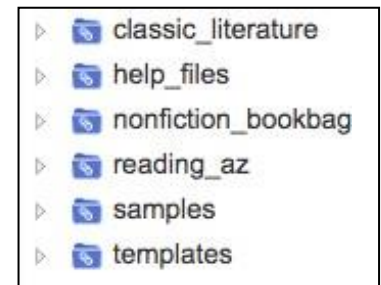 classic_literature
help_files
nonfiction_bookbag
reading_az
samples
templates